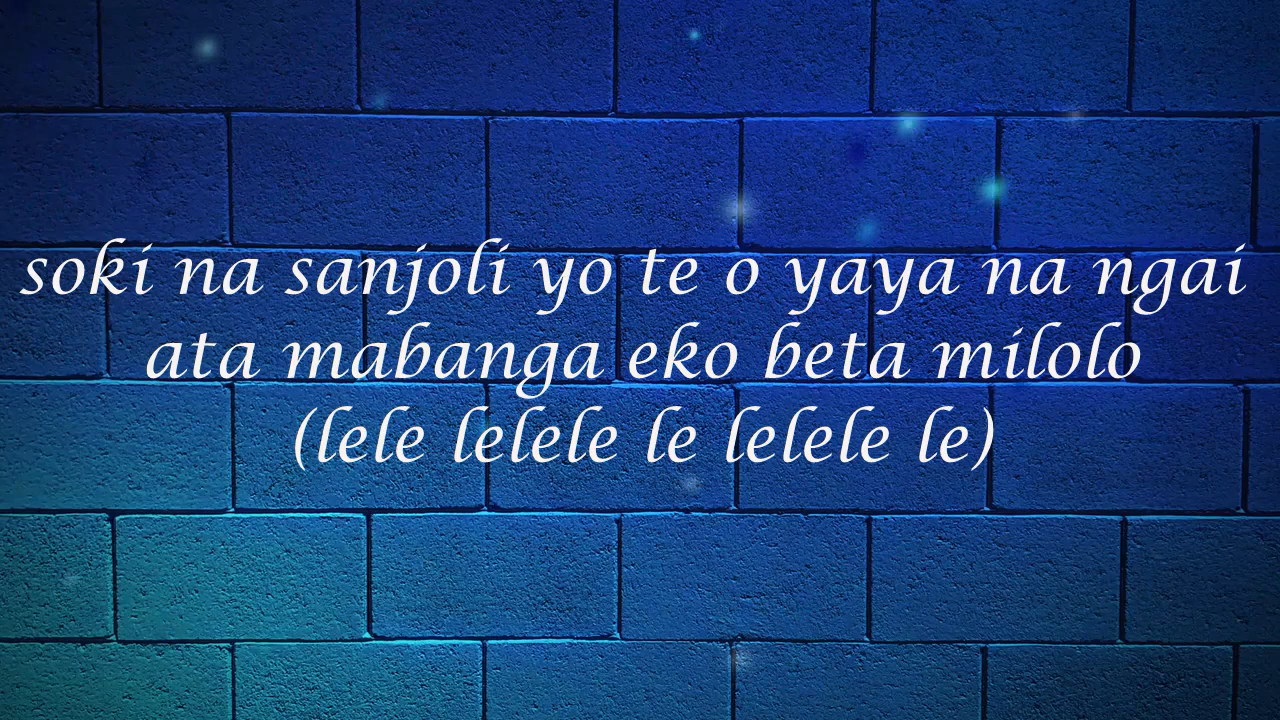 soki na sanjoli yo te o yaya na ngai
ata mabanga eko beta milolo
(lele lelele le lelele le)